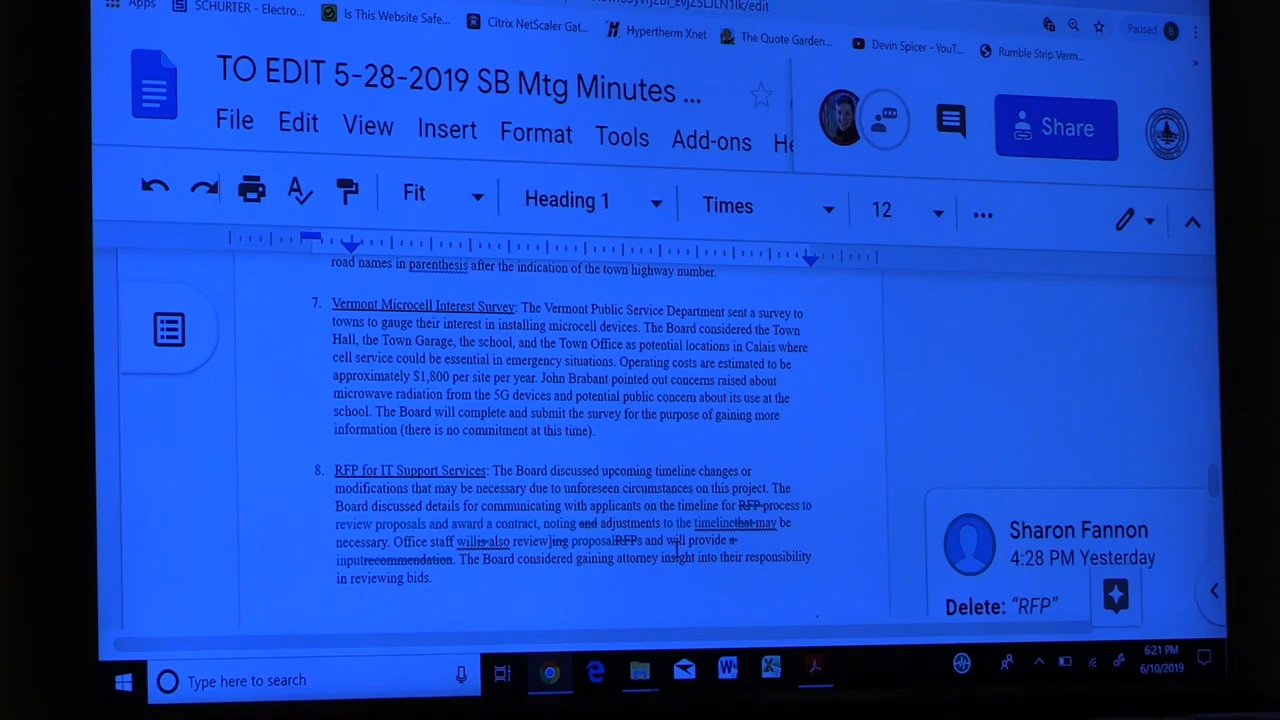 Apps SCHURTER - Electro... Is This Website Safe... Citrix NetScaler Gat... Hypertherm Xnet The Quote Garden... Devin Spicer - YouT... Rumble Strip Verm... Paused B
TO EDIT 5-28-2019 SB Mtg Minutes ...
File Edit View Insert Format Tools Add-ons He
Share
Fit Heading 1 Times 12
road names in parenthesis after the indication of the town highway number.
7. Vermont Microcell Interest Survey: The Vermont Public Service Department sent a survey to
towns to gauge their interest in installing microcell devices. The Board considered the Town
Hall, the Town Garage, the school, and the Town Office as potential locations in Calais where
cell service could be essential in emergency situations. Operating costs are estimated to be
approximately $1,800 per site per year. John Brabant pointed out concerns raised about
microwave radiation from the 5G devices and potential public concern about its use at the
school. The Board will complete and submit the survey for the purpose of gaining more
information (there is no commitment at this time).
8. RFP for IT Support Services: The Board discussed upcoming timeline changes or
modifications that may be necessary due to unforeseen circumstances on this project. The
Board discussed details for communicating with applicants on the timeline for RFP process to
review proposals and award a contract, noting and adjustments to the timelinethat may be
necessary. Office staff willis also reviewing proposalRFPs and will provide a
inputrecommendation. The Board considered gaining attorney insight into their responsibility
in reviewing bids.
Sharon Fannon
4:28 PM Yesterday
Delete: “RFP”
Type here to search
6:21 PM
6/10/2019